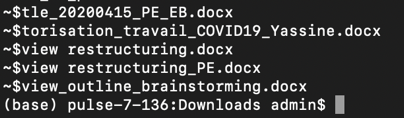 ~$tle_20200415_PE_EB.docx
~$torisation_travail_COVID19_Yassine.docx
~$view restructuring.docx
~$view restructuring_PE.docx
~$view_outline_brainstorming.docx
(base) pulse-7-136:Downloads admin$